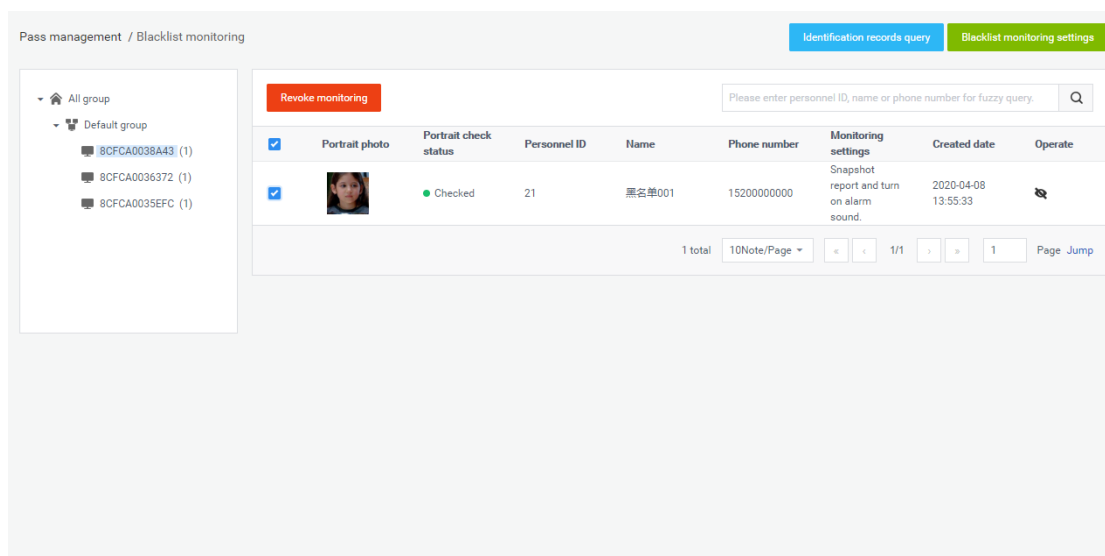 Pass management / Blacklist monitoring
Identification records query
Blacklist monitoring settings
All group
Default group
8CFCA0038A43 (1)
8CFCA0036372 (1)
8CFCA0035EFC (1)
Revoke monitoring
Please enter personnel ID, name or phone number for fuzzy query.
Portrait photo
Portrait check
status
Personnel ID
Name
Phone number
Monitoring
settings
Created date
Operate
Checked
21
黑名单001
15200000000
Snapshot
report and turn
on alarm
sound.
2020-04-08
13:55:33
1 total
10Note/Page
«
‹
1/1
›
»
1
Page Jump